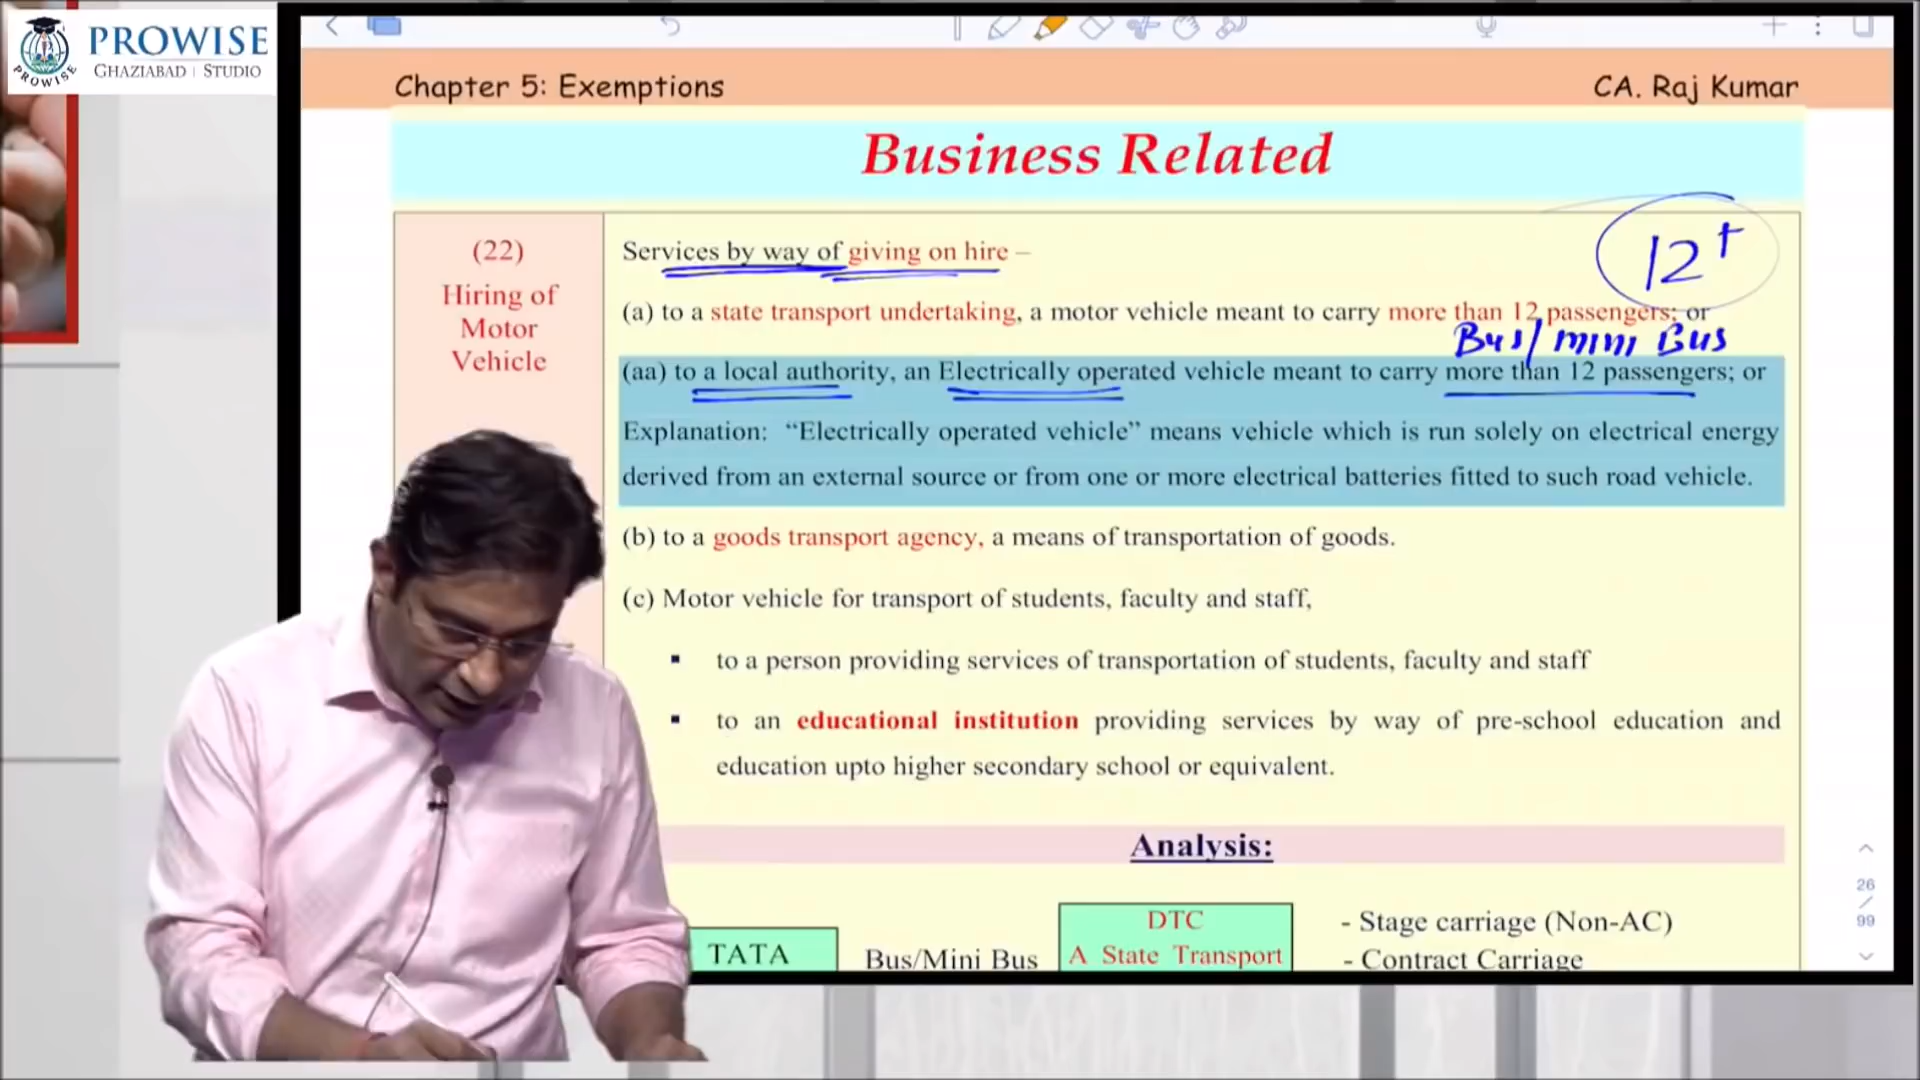 PROWISE
GHAZIABAD | STUDIO
PROWISE
Chapter 5: Exemptions
CA. Raj Kumar
Business Related
(22)
Hiring of
Motor
Vehicle
12+
Services by way of giving on hire –
(a) to a state transport undertaking, a motor vehicle meant to carry more than 12 passengers; or
Bus/ mini Bus
(aa) to a local authority, an Electrically operated vehicle meant to carry more than 12 passengers; or
Explanation: “Electrically operated vehicle” means vehicle which is run solely on electrical energy
derived from an external source or from one or more electrical batteries fitted to such road vehicle.
(b) to a goods transport agency, a means of transportation of goods.
(c) Motor vehicle for transport of students, faculty and staff,
▪ to a person providing services of transportation of students, faculty and staff
▪ to an educational institution providing services by way of pre-school education and
education upto higher secondary school or equivalent.
Analysis:
TATA
Bus/Mini Bus
DTC
A State Transport
- Stage carriage (Non-AC)
- Contract Carriage
26
/
99